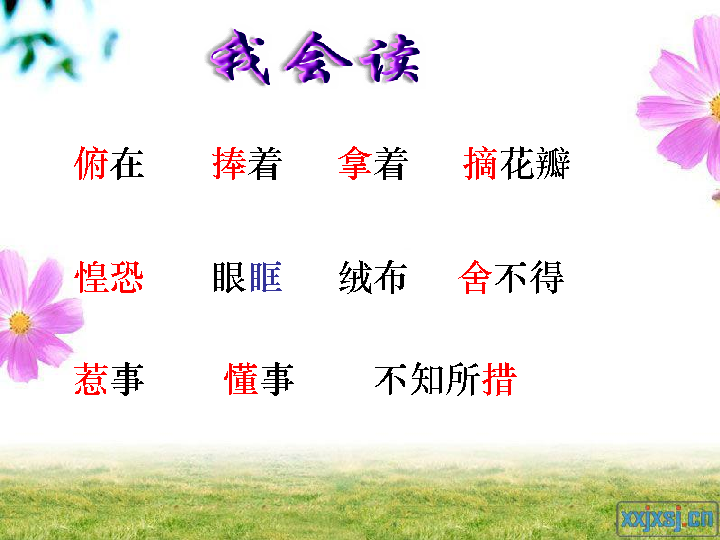 我会读
俯在 捧着 拿着 摘花瓣
惶恐 眼眶 绒布 舍不得
惹事 懂事 不知所措
xxjxsj.cn